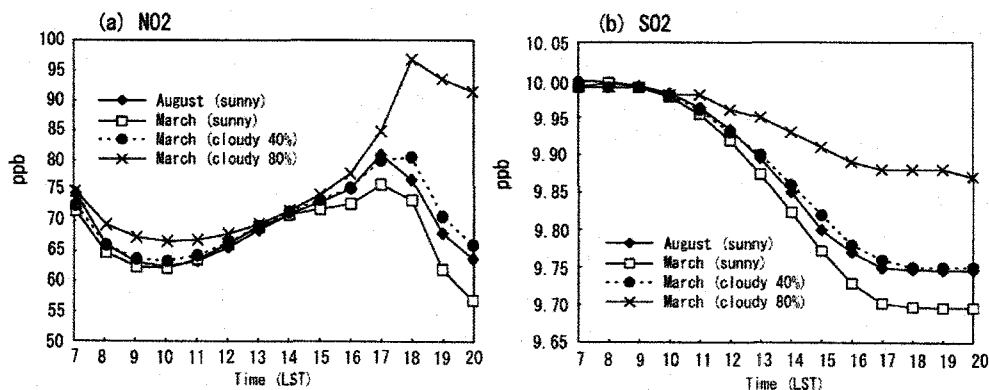 (a) NO2
ppb
100
95
90
85
80
75
70
65
60
55
50
August (sunny)
March (sunny)
March (cloudy 40%)
March (cloudy 80%)
7 8 9 10 11 12 13 14 15 16 17 18 19 20
Time (LST)
(b) SO2
ppb
10.05
10.00
9.95
9.90
9.85
9.80
9.75
9.70
9.65
August (sunny)
March (sunny)
March (cloudy 40%)
March (cloudy 80%)
7 8 9 10 11 12 13 14 15 16 17 18 19 20
Time (LST)